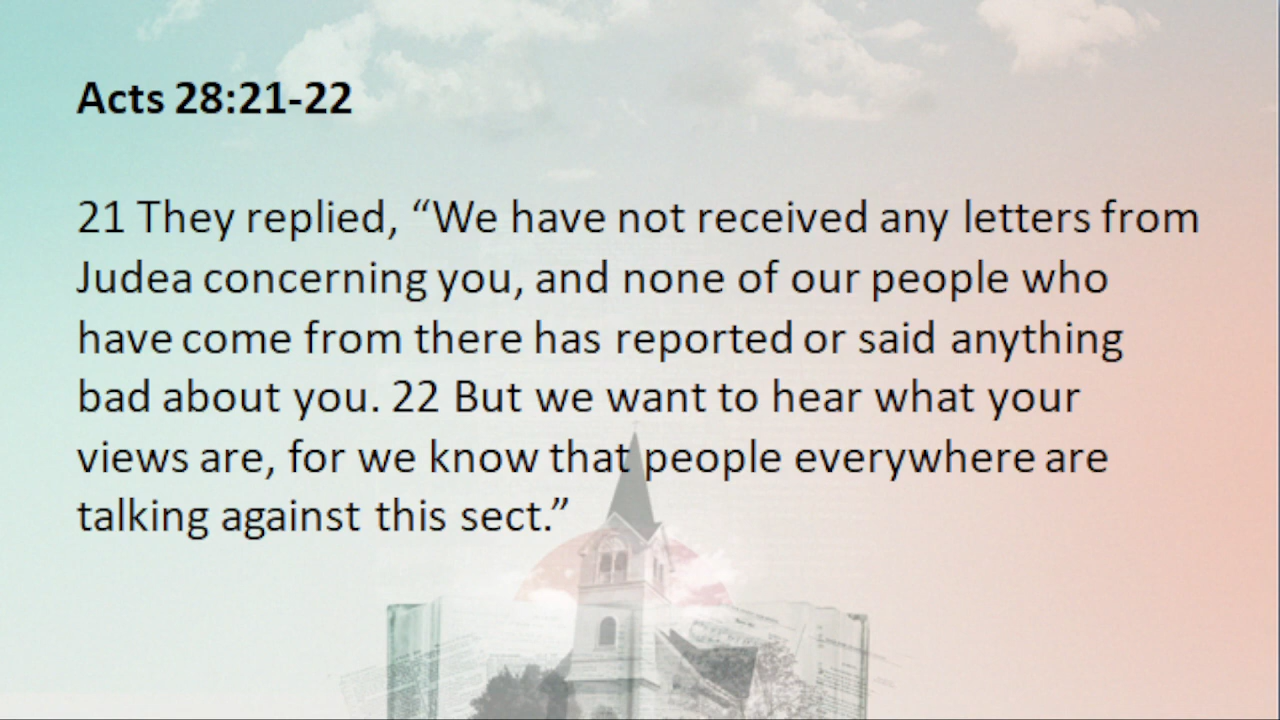 Acts 28:21-22
21 They replied, “We have not received any letters from
Judea concerning you, and none of our people who
have come from there has reported or said anything
bad about you. 22 But we want to hear what your
views are, for we know that people everywhere are
talking against this sect.”